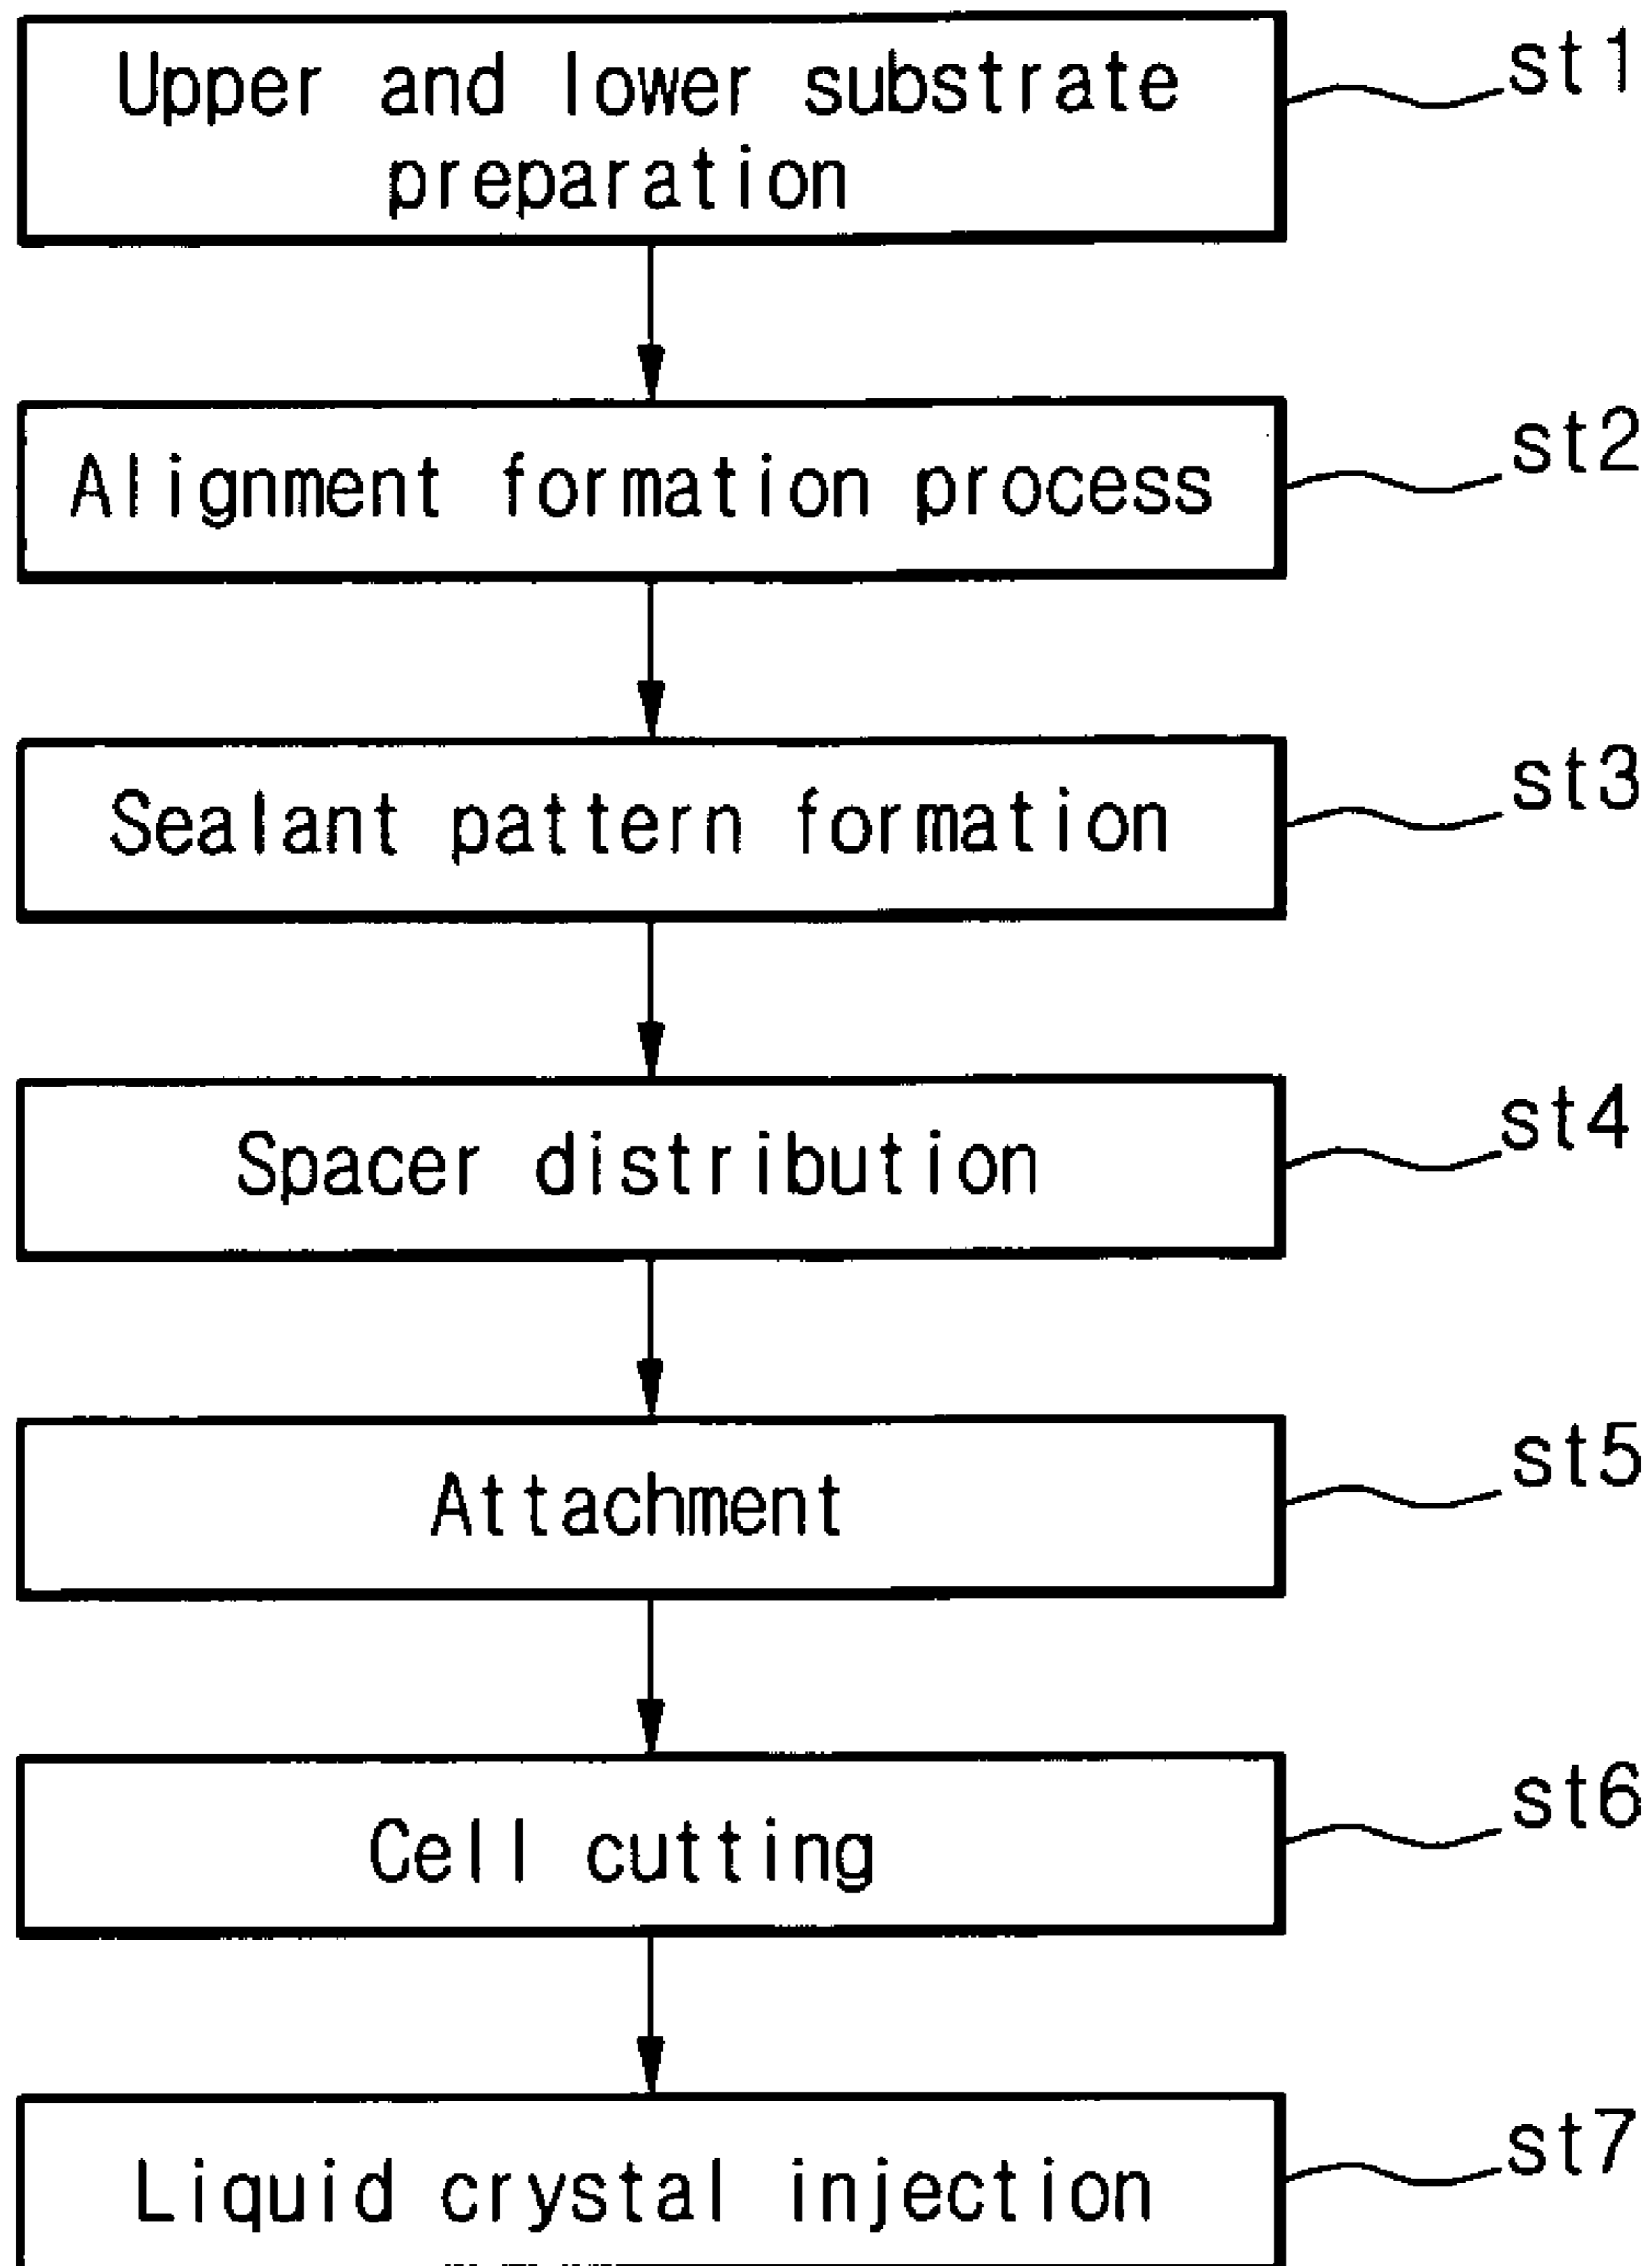 Upper and lower substrate
preparation
st1
Alignment formation process
st2
Sealant pattern formation
st3
Spacer distribution
st4
Attachment
st5
Cell cutting
st6
Liquid crystal injection
st7